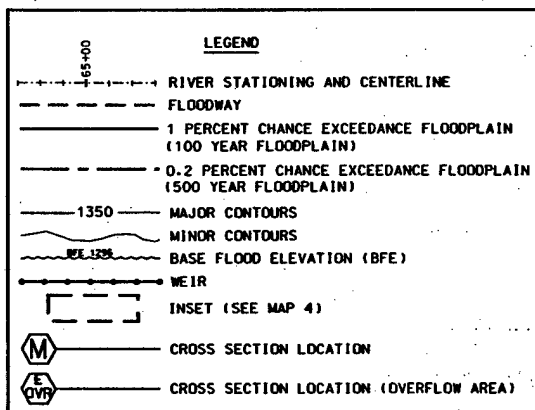 LEGEND
65+00
RIVER STATIONING AND CENTERLINE
FLOODWAY
1 PERCENT CHANCE EXCEEDANCE FLOODPLAIN
(100 YEAR FLOODPLAIN)
0.2 PERCENT CHANCE EXCEEDANCE FLOODPLAIN
(500 YEAR FLOODPLAIN)
1350 MAJOR CONTOURS
MINOR CONTOURS
BFE 1296 BASE FLOOD ELEVATION (BFE)
WEIR
INSET (SEE MAP 4)
M CROSS SECTION LOCATION
E
OVR CROSS SECTION LOCATION (OVERFLOW AREA)